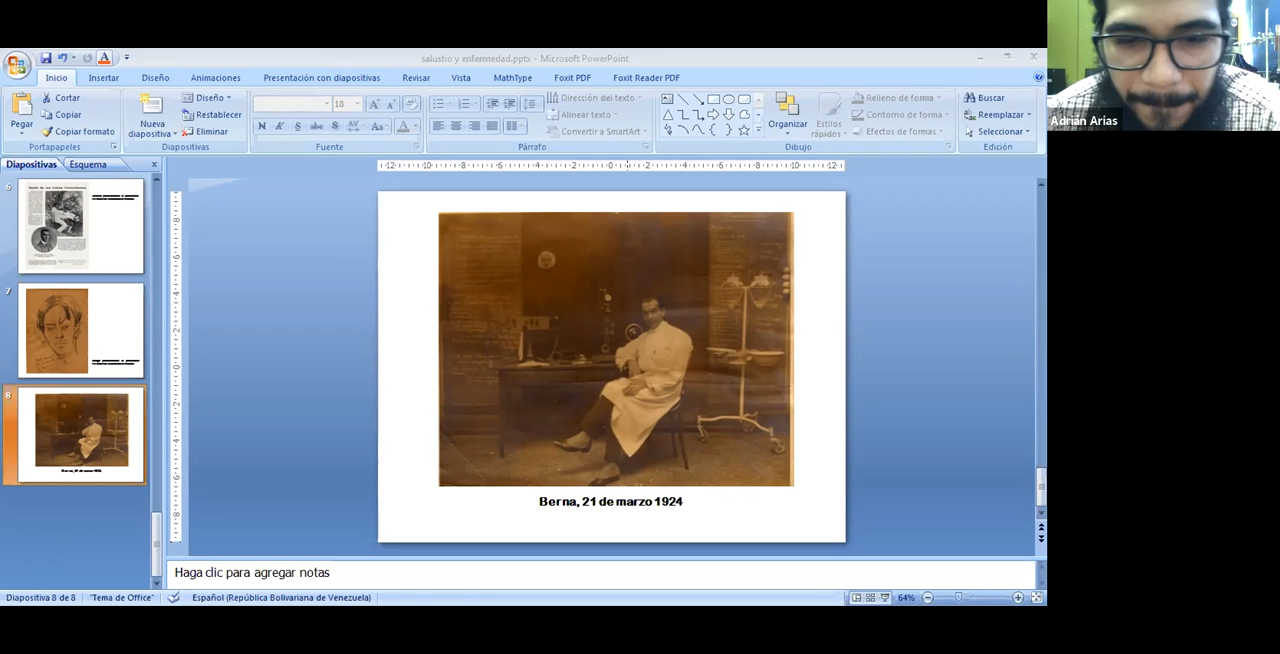 salustio y enfermedad.pptx - Microsoft PowerPoint
Inicio Insertar Diseño Animaciones Presentación con diapositivas Revisar Vista MathType Foxit PDF Foxit Reader PDF
Pegar
Cortar
Copiar
Copiar formato
Portapapeles
Nueva diapositiva
Diseño
Restablecer
Eliminar
Diapositivas
18
N K S abc S AV Aa A
Fuente
Dirección del texto
Alinear texto
Convertir a SmartArt
Párrafo
Organizar
Estilos rápidos
Relleno de forma
Contorno de forma
Efectos de formas
Dibujo
Buscar
Reemplazar
Seleccionar
Edición
Adrián Arias
Diapositivas Esquema
6
7
8
Berna, 21 de marzo 1924
Haga clic para agregar notas
Diapositiva 8 de 8 "Tema de Office" Español (República Bolivariana de Venezuela) 64%